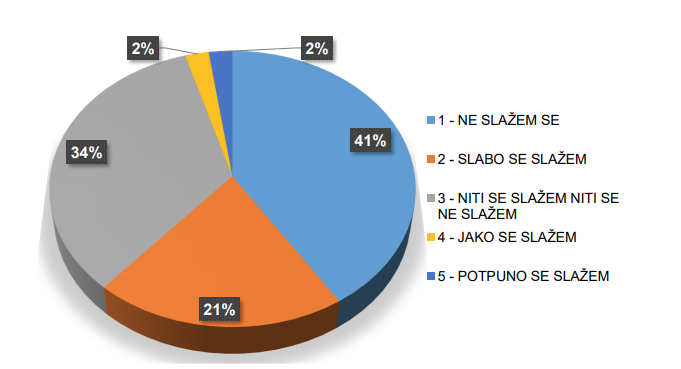 2%
2%
41%
34%
21%
1 - NE SLAŽEM SE
2 - SLABO SE SLAŽEM
3 - NITI SE SLAŽEM NITI SE
NE SLAŽEM
4 - JAKO SE SLAŽEM
5 - POTPUNO SE SLAŽEM